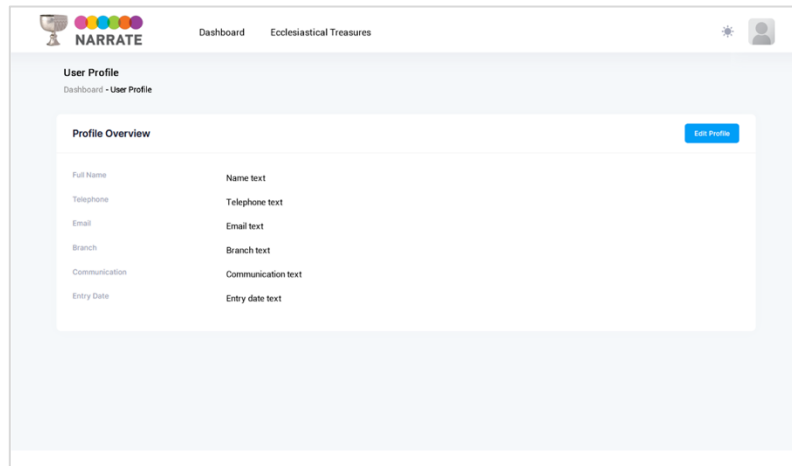 NARRATE
Dashboard Ecclesiastical Treasures
User Profile
Dashboard - User Profile
Profile Overview Edit Profile
Full Name Name text
Telephone Telephone text
Email Email text
Branch Branch text
Communication Communication text
Entry Date Entry date text